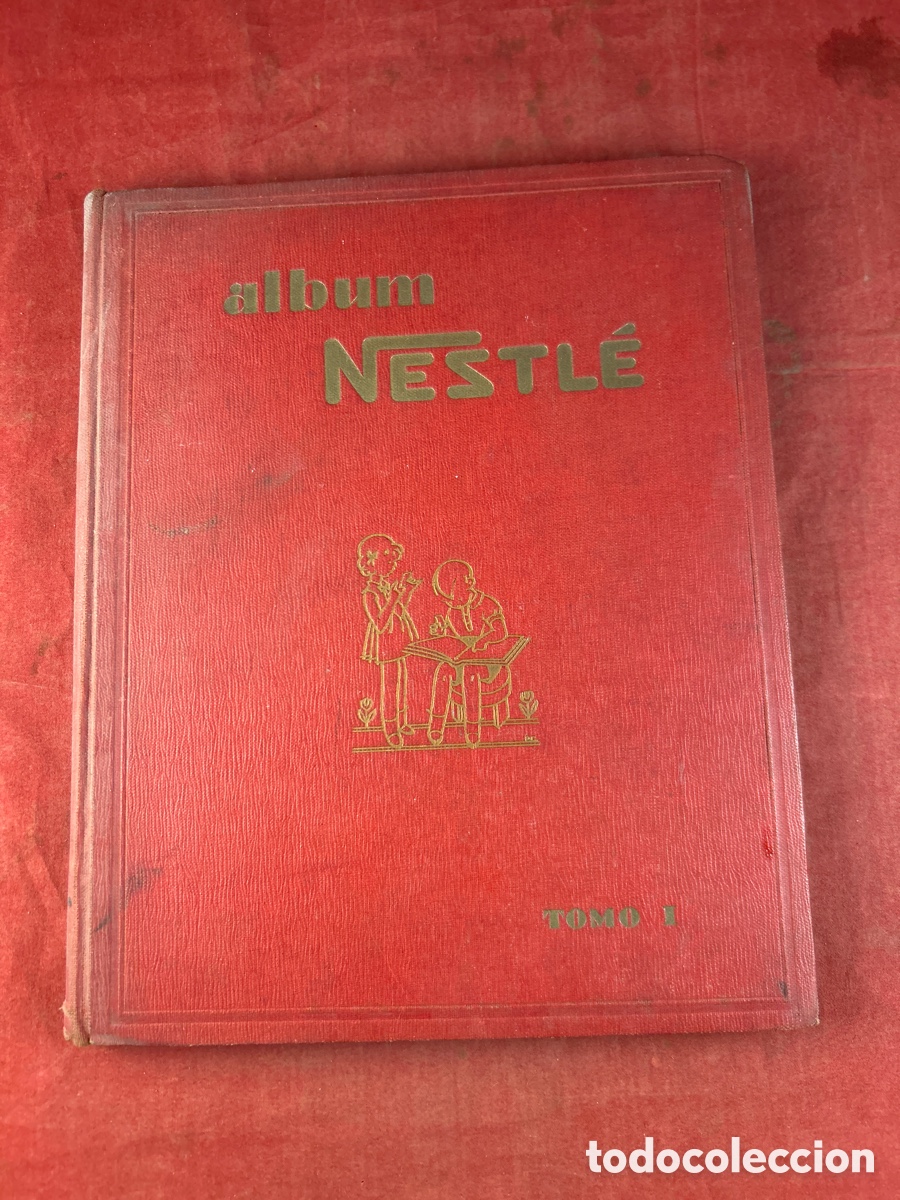 album
NESTLÉ
TOMO I
todocoleccion